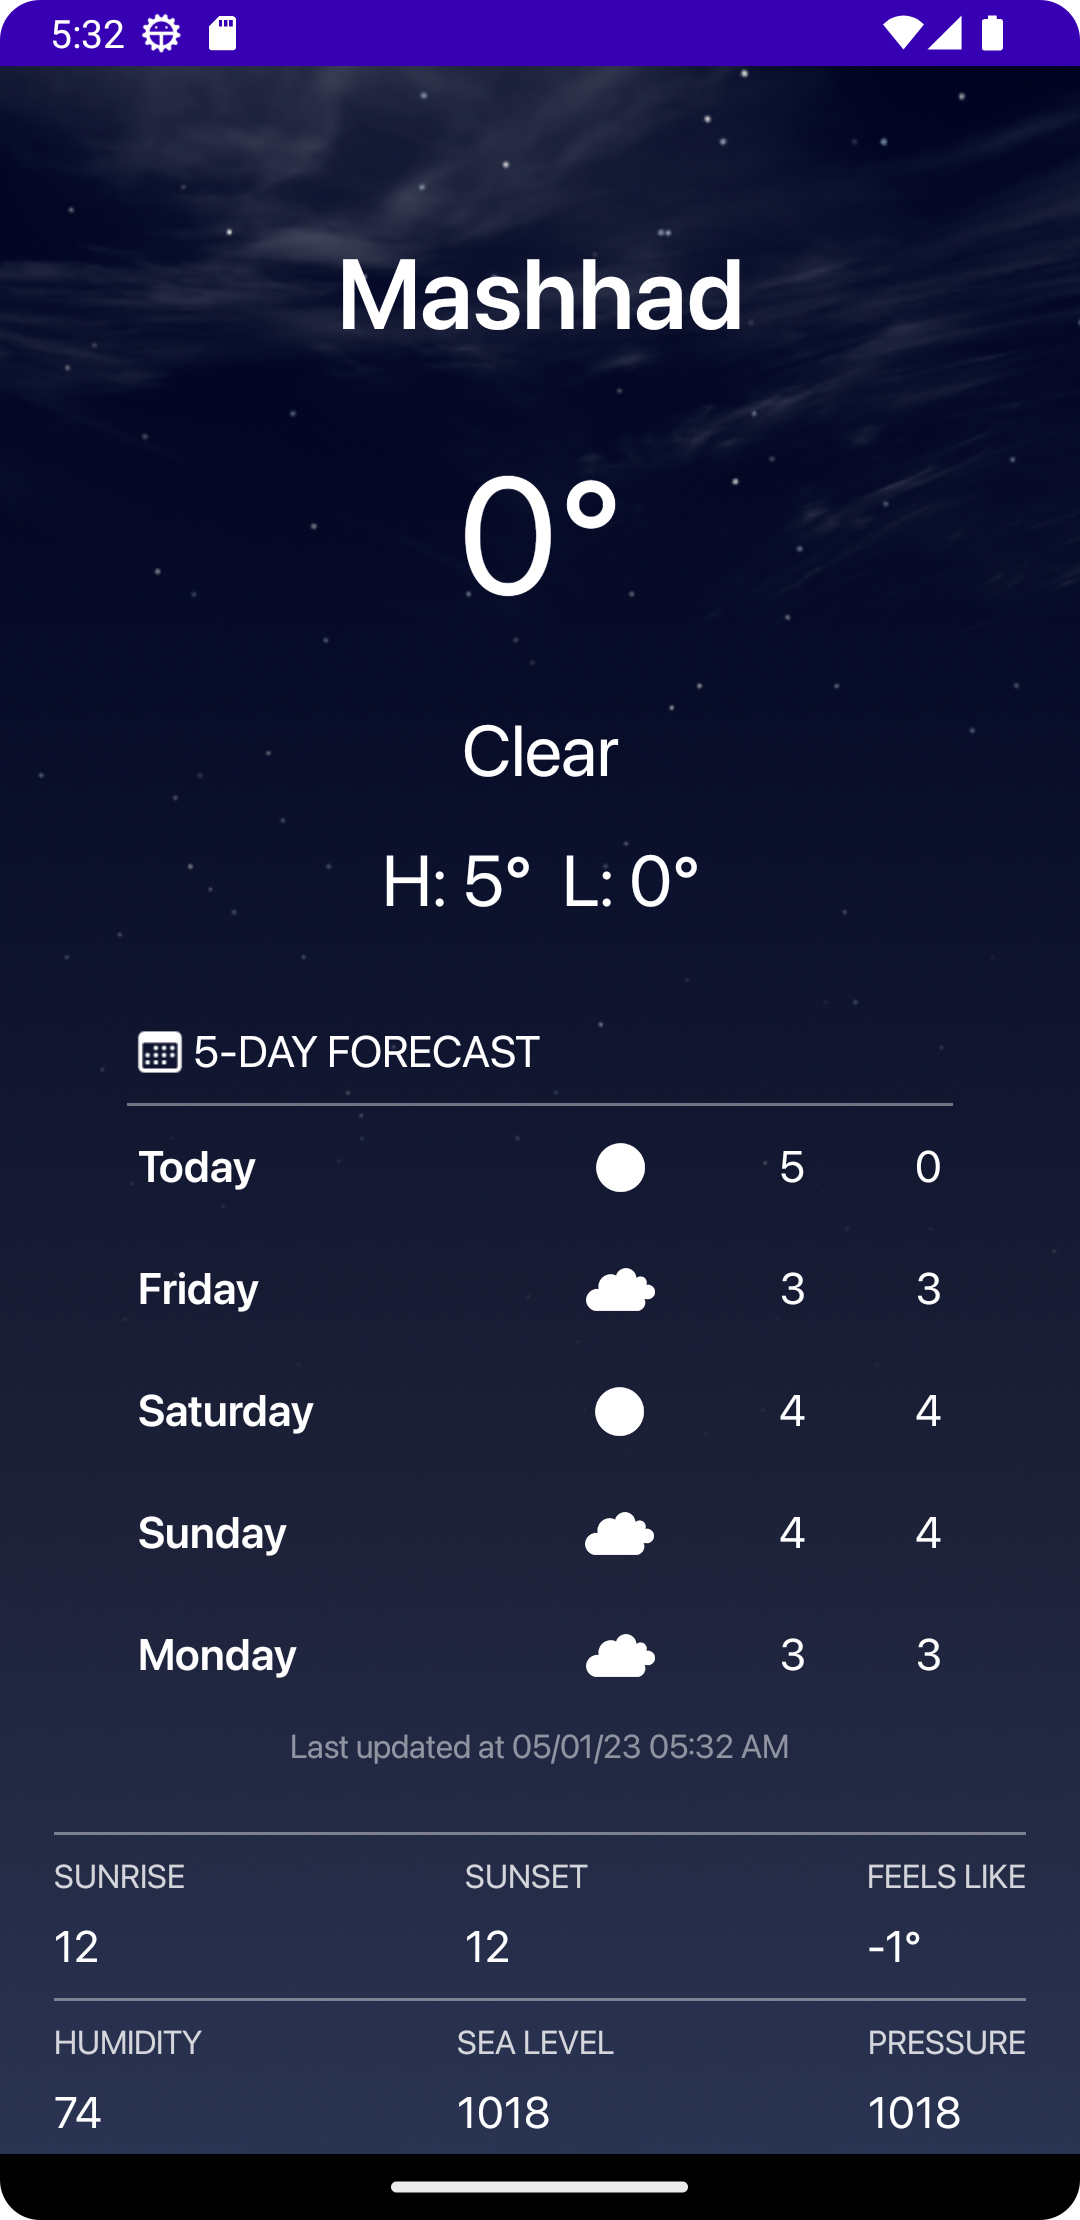 5:32
Mashhad
0°
Clear
H: 5° L: 0°
5-DAY FORECAST
Today 5 0
Friday 3 3
Saturday 4 4
Sunday 4 4
Monday 3 3
Last updated at 05/01/23 05:32 AM
SUNRISE SUNSET FEELS LIKE
12 12 -1°
HUMIDITY SEA LEVEL PRESSURE
74 1018 1018